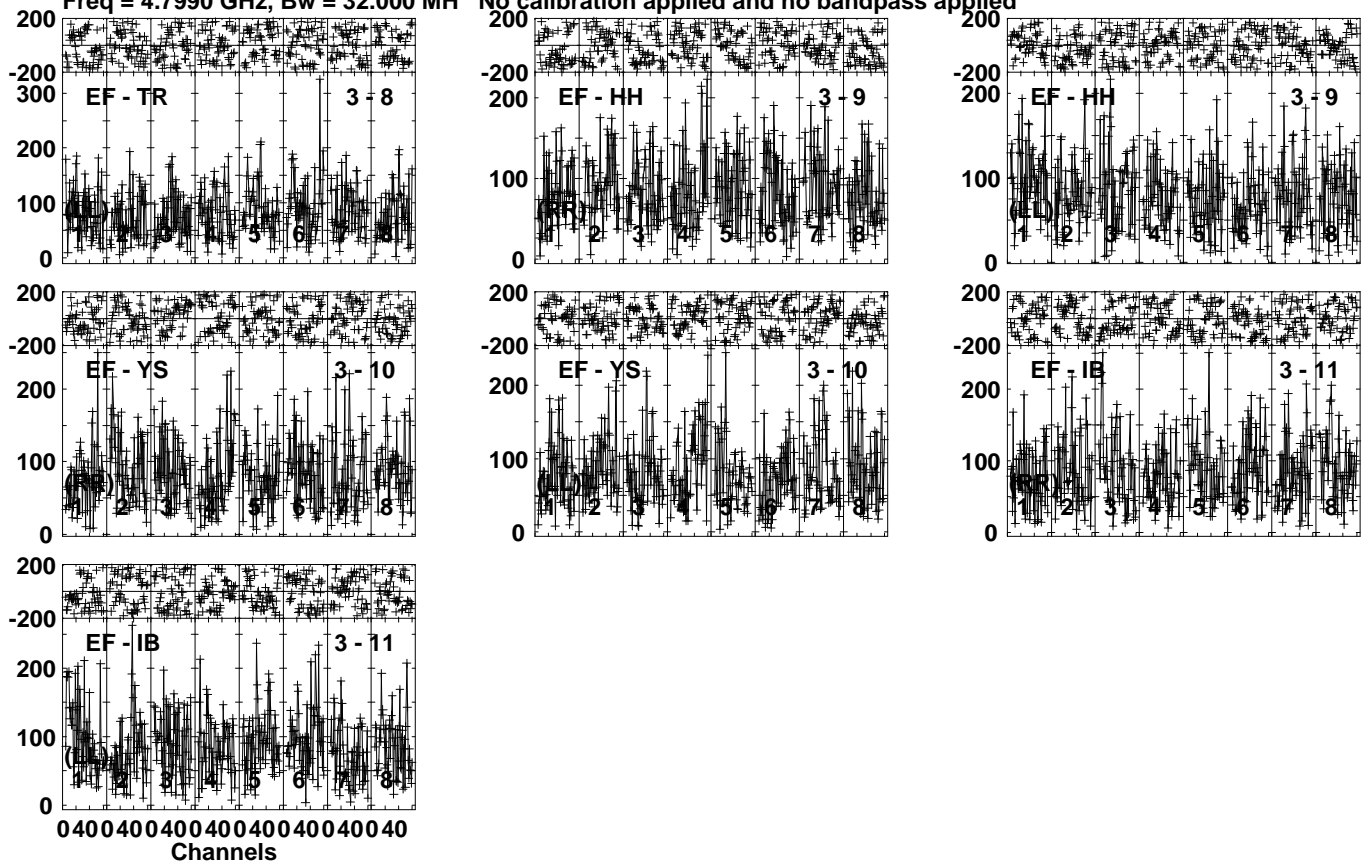 Freq = 4.7990 GHz, Bw = 32.000 MH No calibration applied and no bandpass applied
200
-200
300
200
100
0
EF - TR 3 - 8
(LL)
1 2 3 4 5 6 7 8
200
-200
200
100
0
EF - HH 3 - 9
(RR)
1 2 3 4 5 6 7 8
200
-200
200
100
0
EF - HH 3 - 9
(LL)
1 2 3 4 5 6 7 8
200
-200
200
100
0
EF - YS 3 - 10
(RR)
1 2 3 4 5 6 7 8
200
-200
200
100
0
EF - YS 3 - 10
(LL)
1 2 3 4 5 6 7 8
200
-200
200
100
0
EF - IB 3 - 11
(RR)
1 2 3 4 5 6 7 8
200
-200
200
100
0
EF - IB 3 - 11
(LL)
1 2 3 4 5 6 7 8
0 40 0 40 0 40 0 40 0 40 0 40 0 40 0 40
Channels